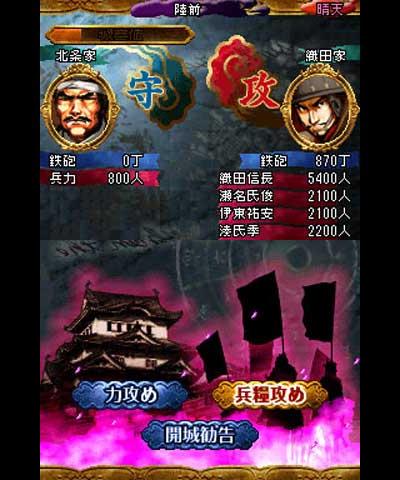 陸前
晴天
北条家
織田家
守
攻
鉄砲 0丁
兵力 800人
鉄砲 870丁
織田信長 5400人
瀬名氏俊 2100人
伊東祐安 2100人
湊氏季 2200人
力攻め
兵糧攻め
開城勧告